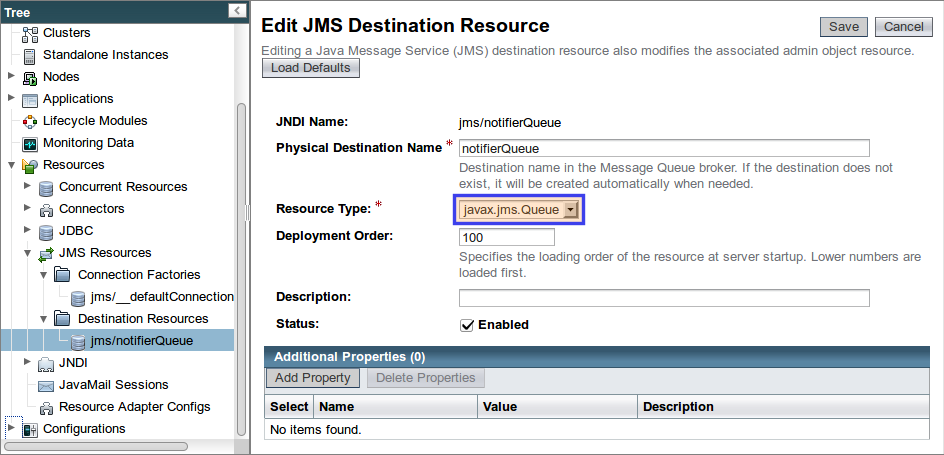 Tree
Clusters
Standalone Instances
Nodes
Applications
Lifecycle Modules
Monitoring Data
Resources
Concurrent Resources
Connectors
JDBC
JMS Resources
Connection Factories
jms/__defaultConnection
Destination Resources
jms/notifierQueue
JNDI
JavaMail Sessions
Resource Adapter Configs
Configurations
Edit JMS Destination Resource
Save
Cancel
Editing a Java Message Service (JMS) destination resource also modifies the associated admin object resource.
Load Defaults
JNDI Name: jms/notifierQueue
Physical Destination Name * notifierQueue
Destination name in the Message Queue broker. If the destination does not
exist, it will be created automatically when needed.
Resource Type: * javax.jms.Queue
Deployment Order: 100
Specifies the loading order of the resource at server startup. Lower numbers are
loaded first.
Description:
Status: Enabled
Additional Properties (0)
Add Property Delete Properties
Select Name Value Description
No items found.